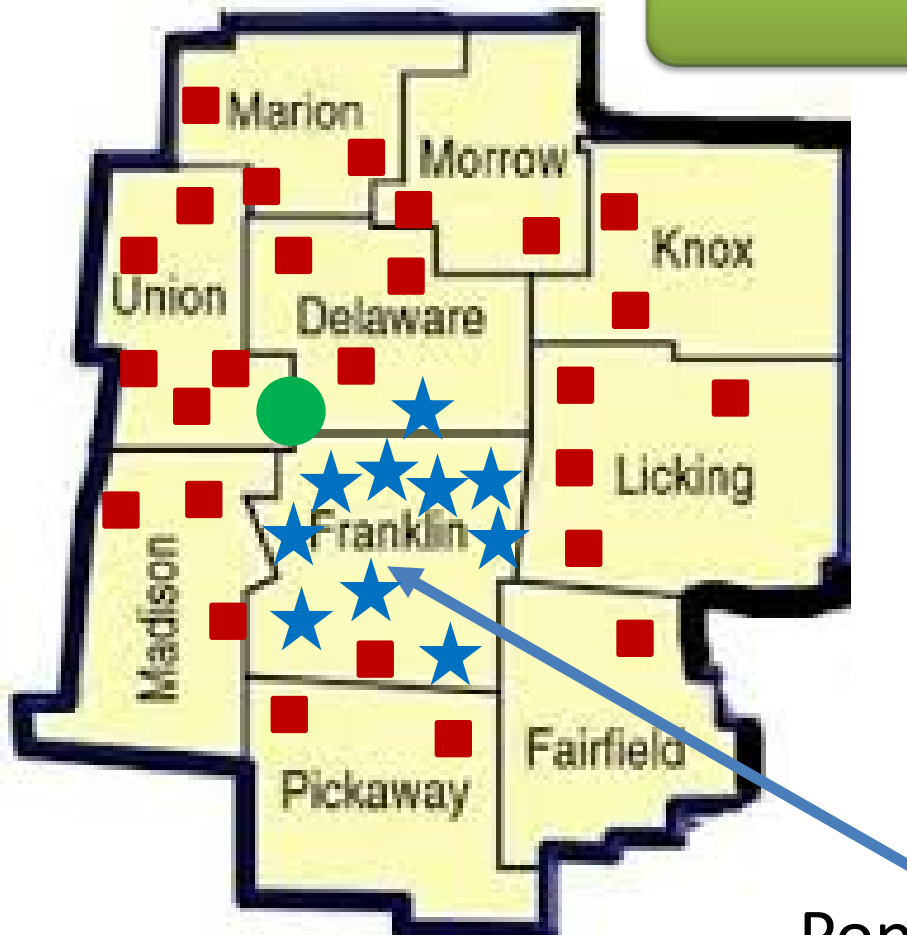 Marion
Morrow
Knox
Union
Delaware
Licking
Franklin
Madison
Fairfield
Pickaway